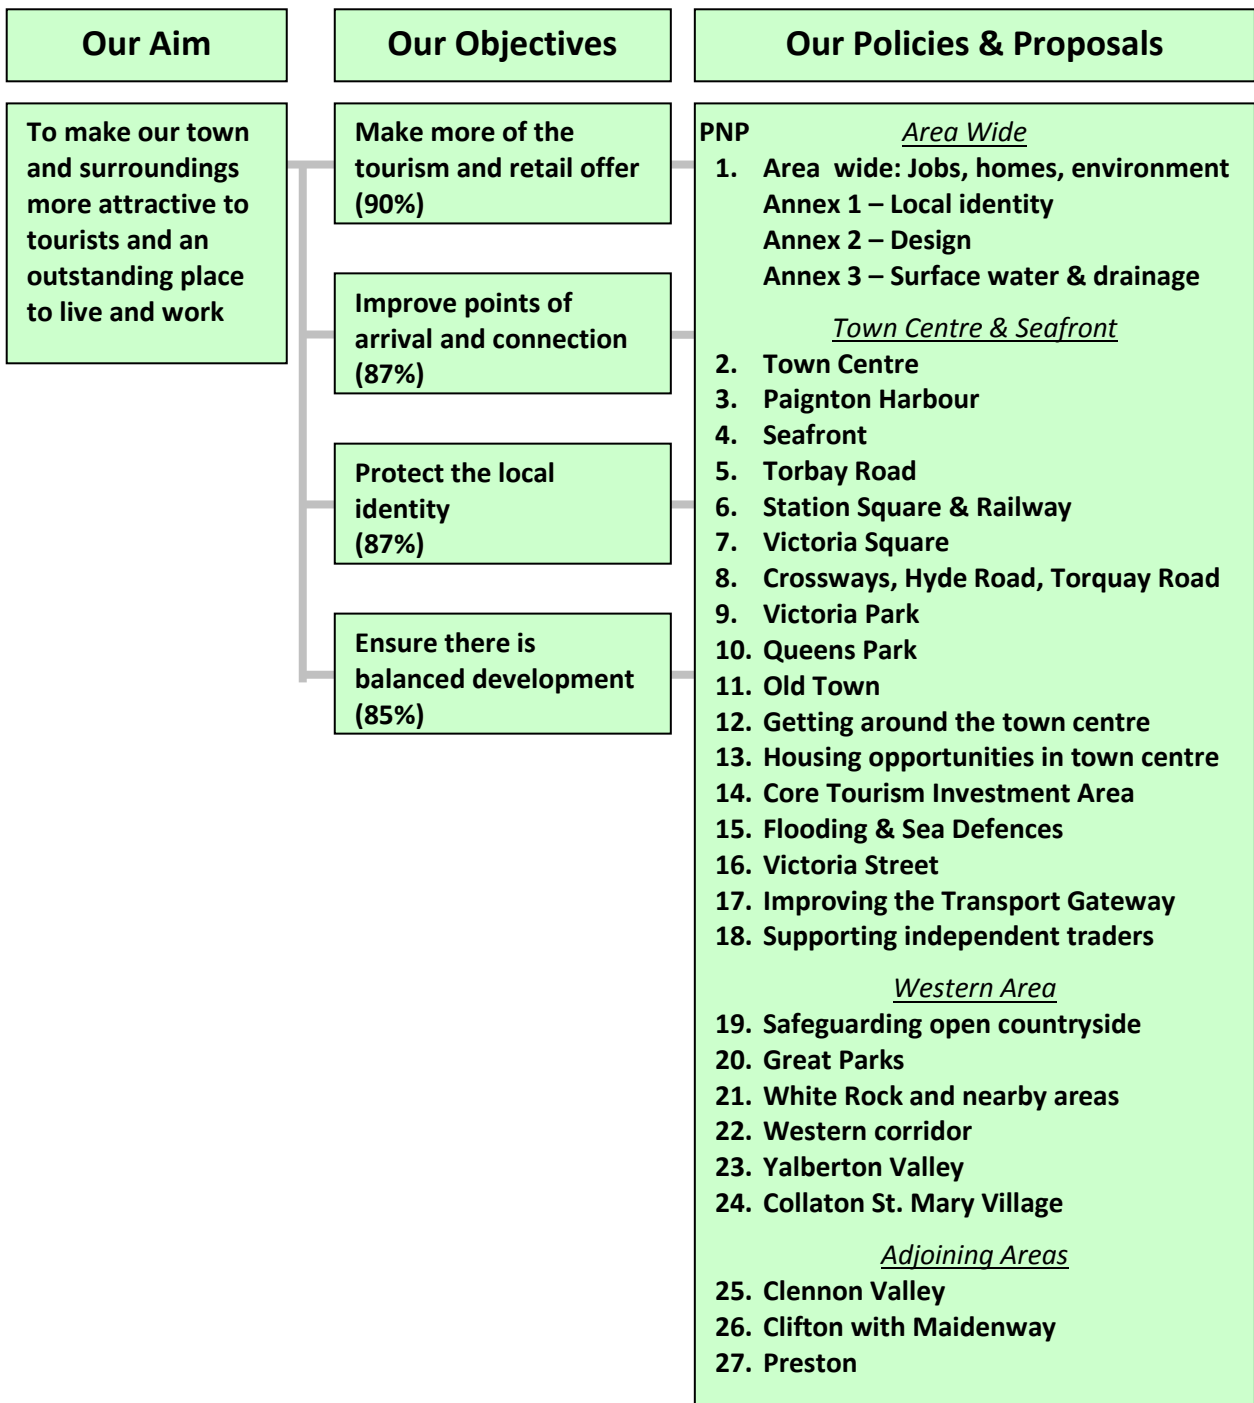 Our Aim
Our Objectives
Our Policies & Proposals
To make our town
and surroundings
more attractive to
tourists and an
outstanding place
to live and work
Make more of the
tourism and retail offer
(90%)
Improve points of
arrival and connection
(87%)
Protect the local
identity
(87%)
Ensure there is
balanced development
(85%)
PNP Area Wide
1. Area wide: Jobs, homes, environment
Annex 1 – Local identity
Annex 2 – Design
Annex 3 – Surface water & drainage
Town Centre & Seafront
2. Town Centre
3. Paignton Harbour
4. Seafront
5. Torbay Road
6. Station Square & Railway
7. Victoria Square
8. Crossways, Hyde Road, Torquay Road
9. Victoria Park
10. Queens Park
11. Old Town
12. Getting around the town centre
13. Housing opportunities in town centre
14. Core Tourism Investment Area
15. Flooding & Sea Defences
16. Victoria Street
17. Improving the Transport Gateway
18. Supporting independent traders
Western Area
19. Safeguarding open countryside
20. Great Parks
21. White Rock and nearby areas
22. Western corridor
23. Yalberton Valley
24. Collaton St. Mary Village
Adjoining Areas
25. Clennon Valley
26. Clifton with Maidenway
27. Preston